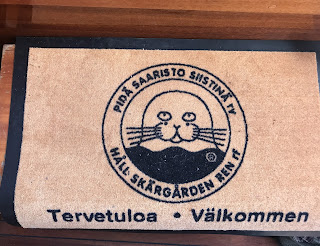 PIDÄ SAARISTO SIISTINÄ RY
®
HÅLL SKÄRGÅRDEN REN RF
Tervetuloa • Välkommen